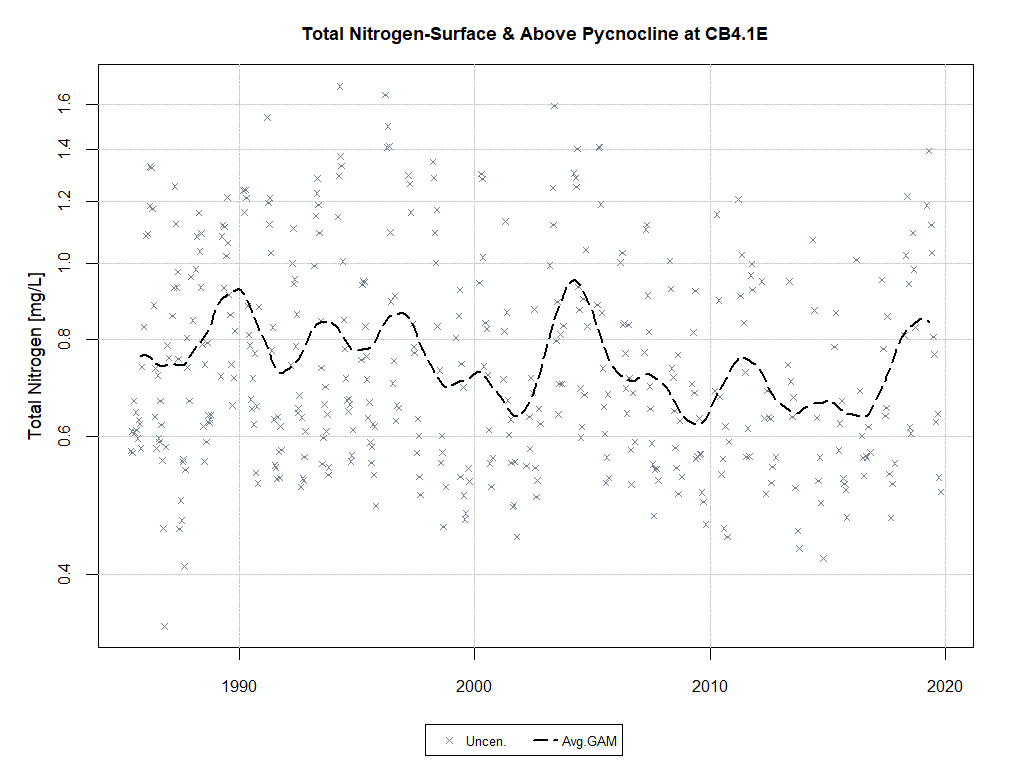 Total Nitrogen-Surface & Above Pycnocline at CB4.1E
Total Nitrogen [mg/L]
1.6
1.4
1.2
1.0
0.8
0.6
0.4
1990 2000 2010 2020
Uncen. Avg.GAM